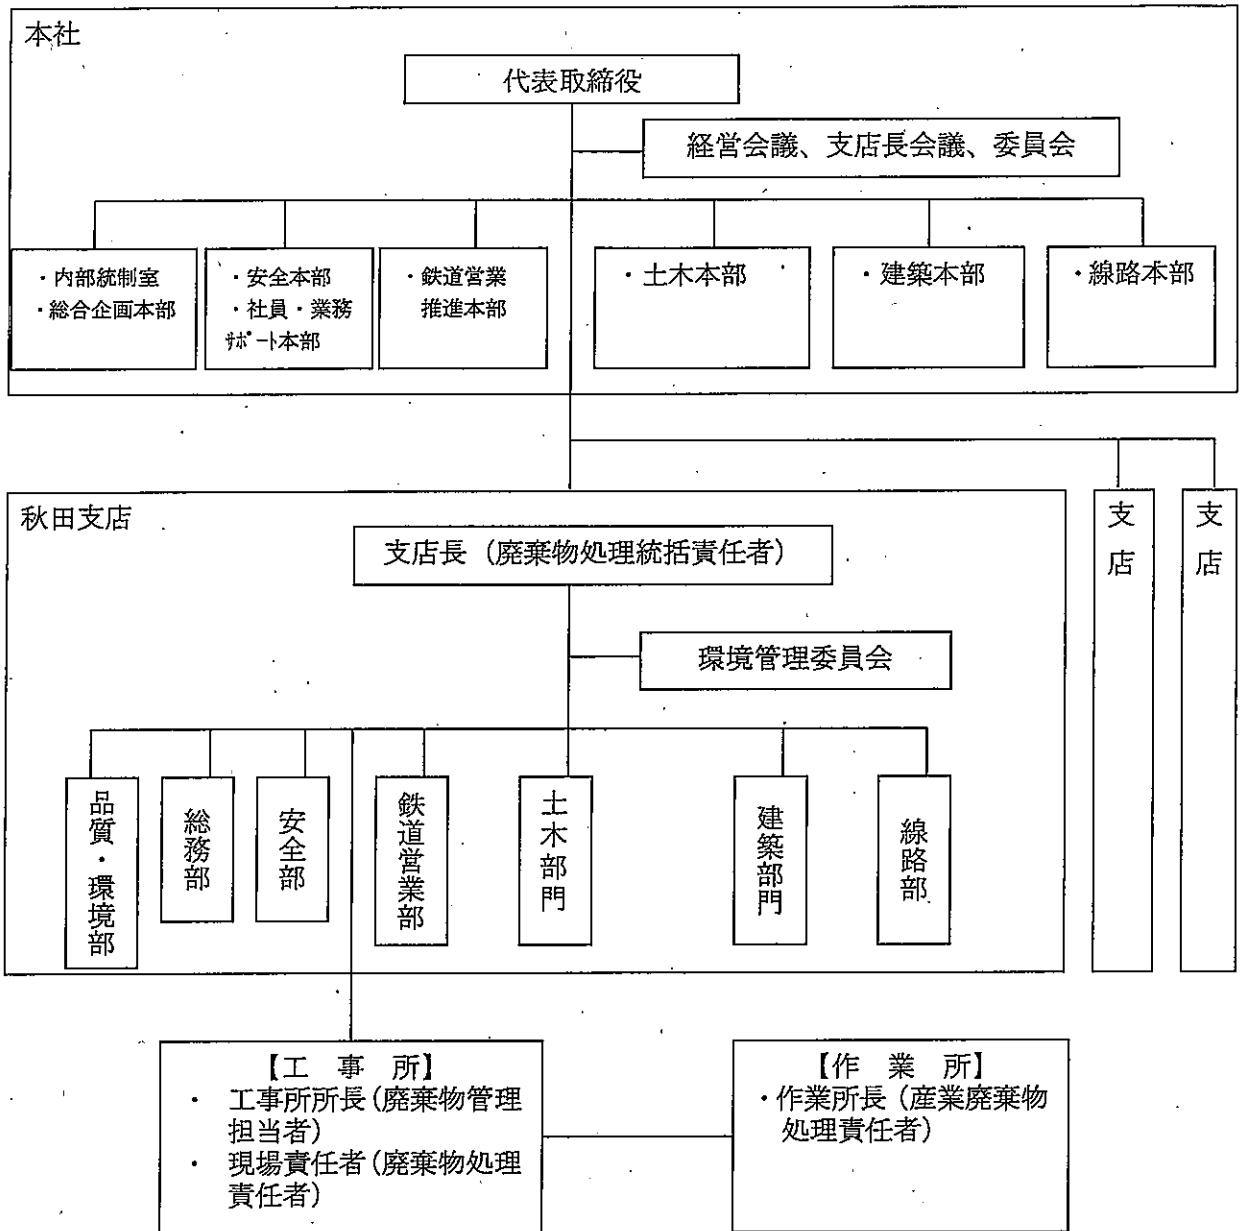 本社
代表取締役
経営会議、支店長会議、委員会
・内部統制室
・総合企画本部
・安全本部
・社員・業務
ｻﾎﾟｰﾄ本部
・鉄道営業
推進本部
・土木本部
・建築本部
・線路本部
秋田支店
支店長（廃棄物処理統括責任者）
環境管理委員会
品質・環境部
総務部
安全部
鉄道営業部
土木部門
建築部門
線路部
支店
支店
【工　事　所】
・　工事所所長（廃棄物管理
担当者）
・　現場責任者（廃棄物処理
責任者）
【作　業　所】
・作業所長（産業廃棄物
処理責任者）